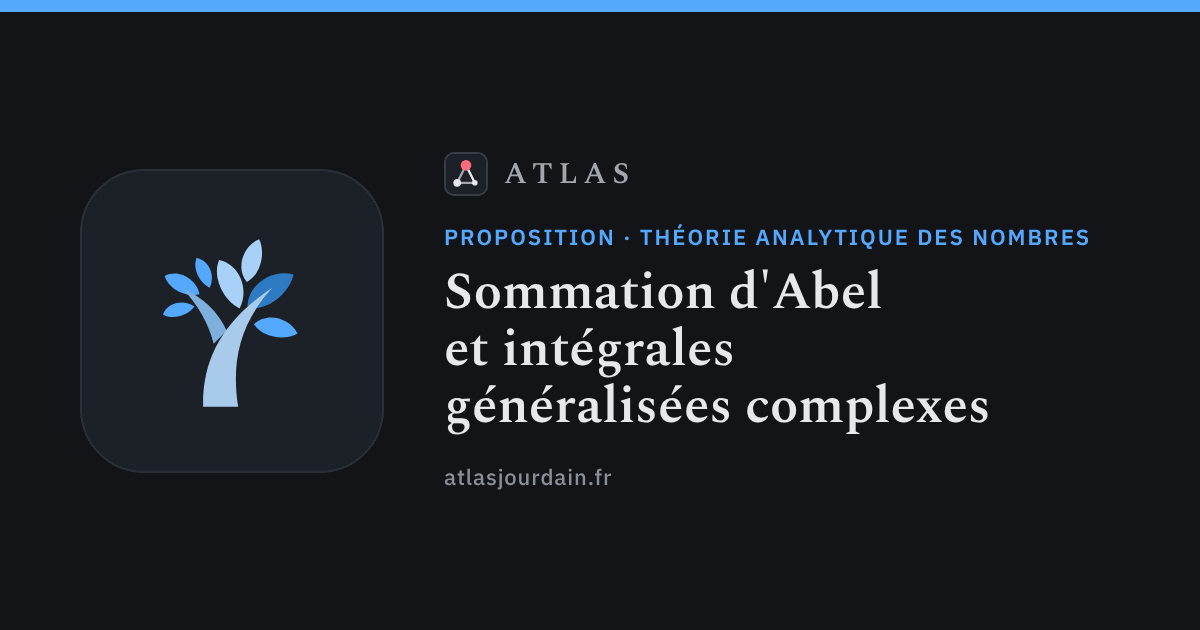 ATLAS
PROPOSITION · THÉORIE ANALYTIQUE DES NOMBRES
Sommation d'Abel
et intégrales
généralisées complexes
atlasjourdain.fr